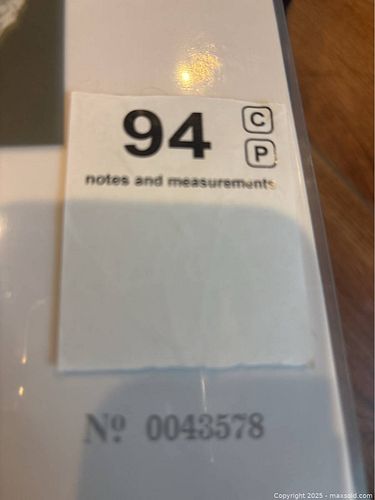 94 C
P
notes and measurements
Nº 0043578
Copyright 2025 - maxsold.com